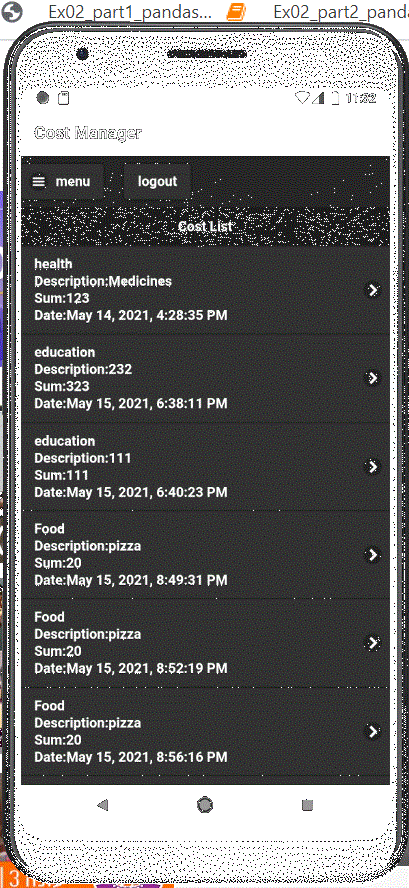 Ex02_part1_pandas... Ex02_part2_panda
11:32
Cost Manager
menu logout
Cost List
health
Description:Medicines
Sum:123
Date:May 14, 2021, 4:28:35 PM
education
Description:232
Sum:323
Date:May 15, 2021, 6:38:11 PM
education
Description:111
Sum:111
Date:May 15, 2021, 6:40:23 PM
Food
Description:pizza
Sum:20
Date:May 15, 2021, 8:49:31 PM
Food
Description:pizza
Sum:20
Date:May 15, 2021, 8:52:19 PM
Food
Description:pizza
Sum:20
Date:May 15, 2021, 8:56:16 PM